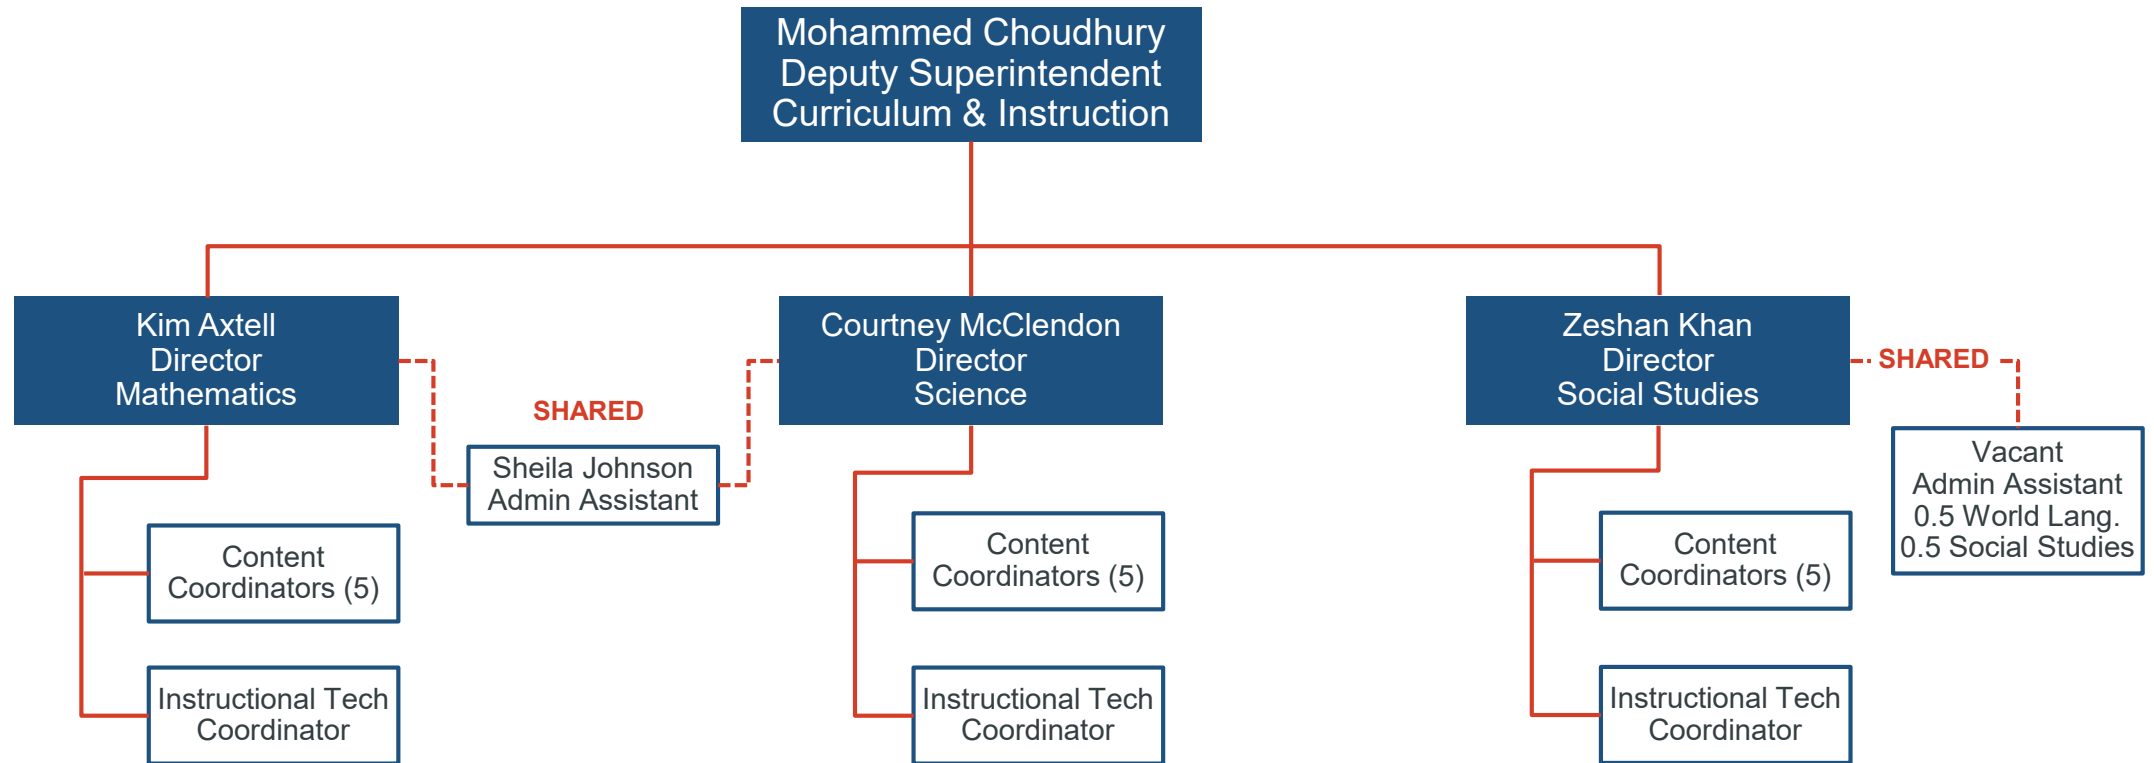 Mohammed Choudhury
Deputy Superintendent
Curriculum & Instruction
Kim Axtell
Director
Mathematics
SHARED
Sheila Johnson
Admin Assistant
Courtney McClendon
Director
Science
Zeshan Khan
Director
Social Studies
SHARED
Vacant
Admin Assistant
0.5 World Lang.
0.5 Social Studies
Content
Coordinators (5)
Instructional Tech
Coordinator
Content
Coordinators (5)
Instructional Tech
Coordinator
Content
Coordinators (5)
Instructional Tech
Coordinator